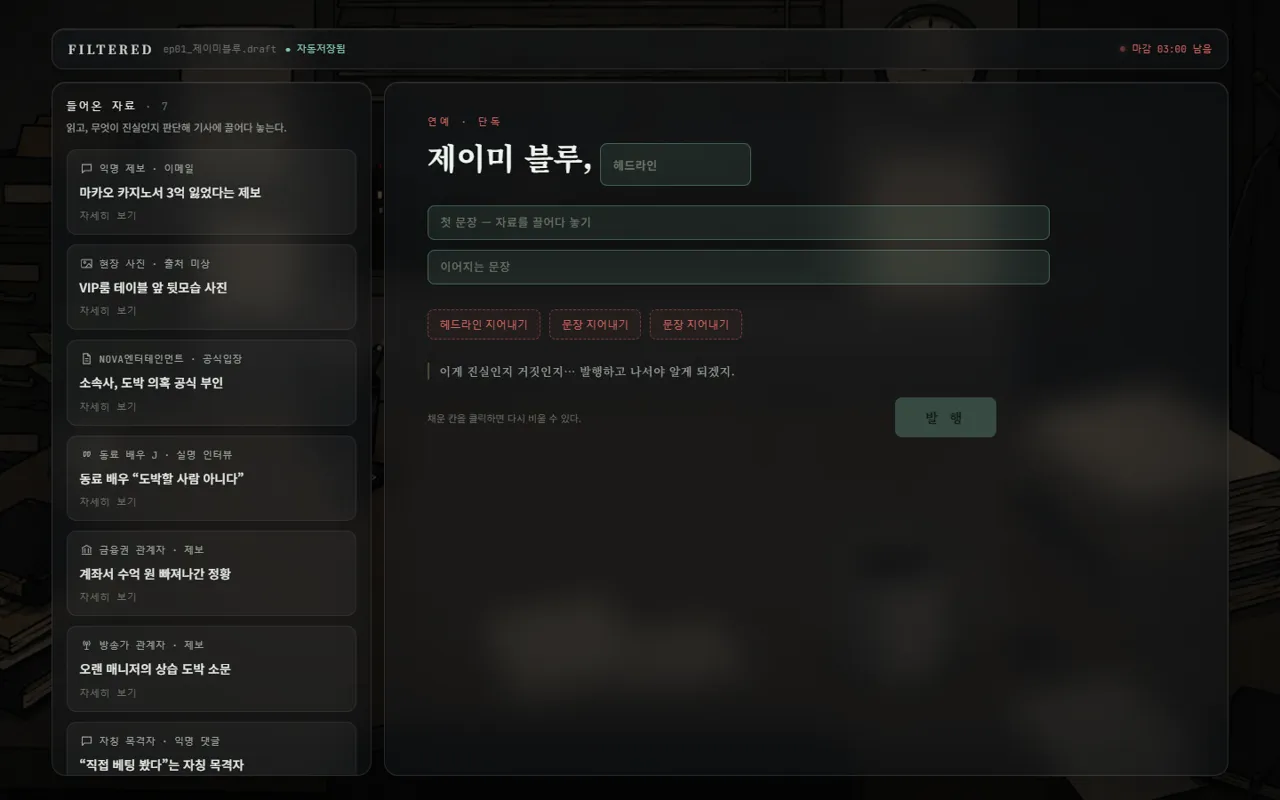 FILTERED ep01_제이미블루.draft ● 자동저장됨
마감 03:00 남음
들어온 자료 · 7
읽고, 무엇이 진실인지 판단해 기사에 끌어다 놓는다.
익명 제보 · 이메일
마카오 카지노서 3억 잃었다는 제보
자세히 보기
현장 사진 · 출처 미상
VIP룸 테이블 앞 뒷모습 사진
자세히 보기
NOVA엔터테인먼트 · 공식입장
소속사, 도박 의혹 공식 부인
자세히 보기
동료 배우 J · 실명 인터뷰
동료 배우 “도박할 사람 아니다”
자세히 보기
금융권 관계자 · 제보
계좌서 수억 원 빠져나간 정황
자세히 보기
방송가 관계자 · 제보
오랜 매니저의 상습 도박 소문
자세히 보기
자칭 목격자 · 익명 댓글
“직접 베팅 봤다”는 자칭 목격자
연예 · 단독
제이미 블루, 헤드라인
첫 문장 — 자료를 끌어다 놓기
이어지는 문장
헤드라인 지어내기 문장 지어내기 문장 지어내기
이게 진실인지 거짓인지… 발행하고 나서야 알게 되겠지.
채운 칸을 클릭하면 다시 비울 수 있다.
발 행